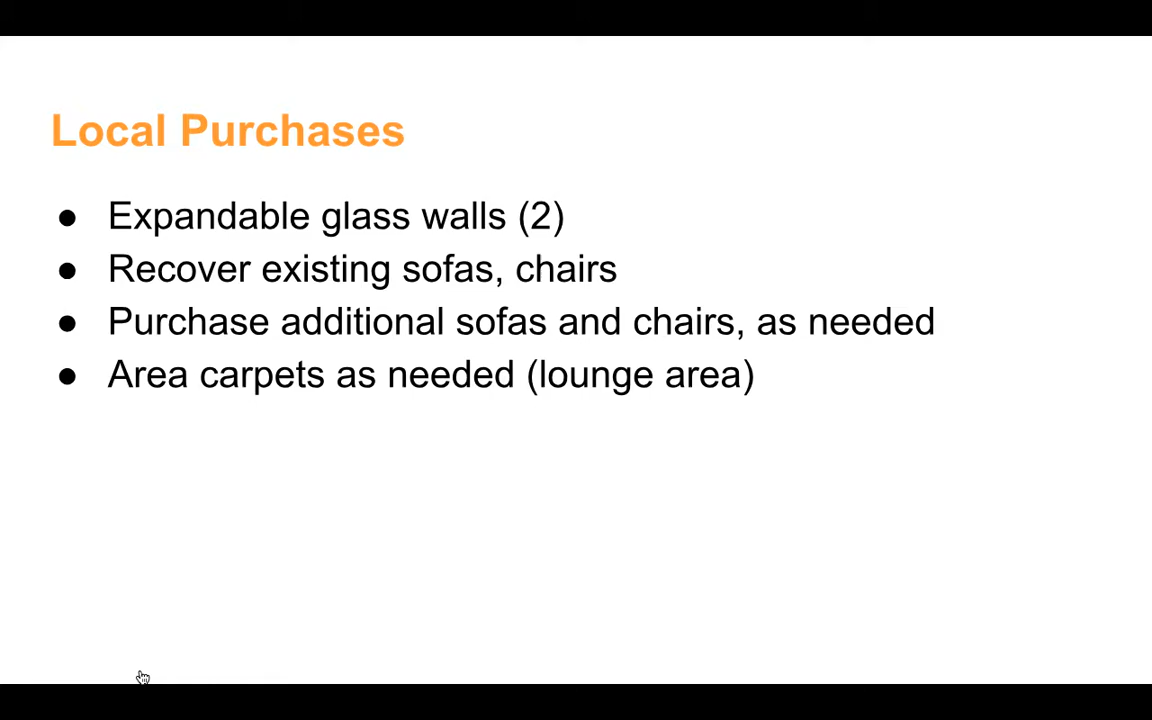 Local Purchases
● Expandable glass walls (2)
● Recover existing sofas, chairs
● Purchase additional sofas and chairs, as needed
● Area carpets as needed (lounge area)